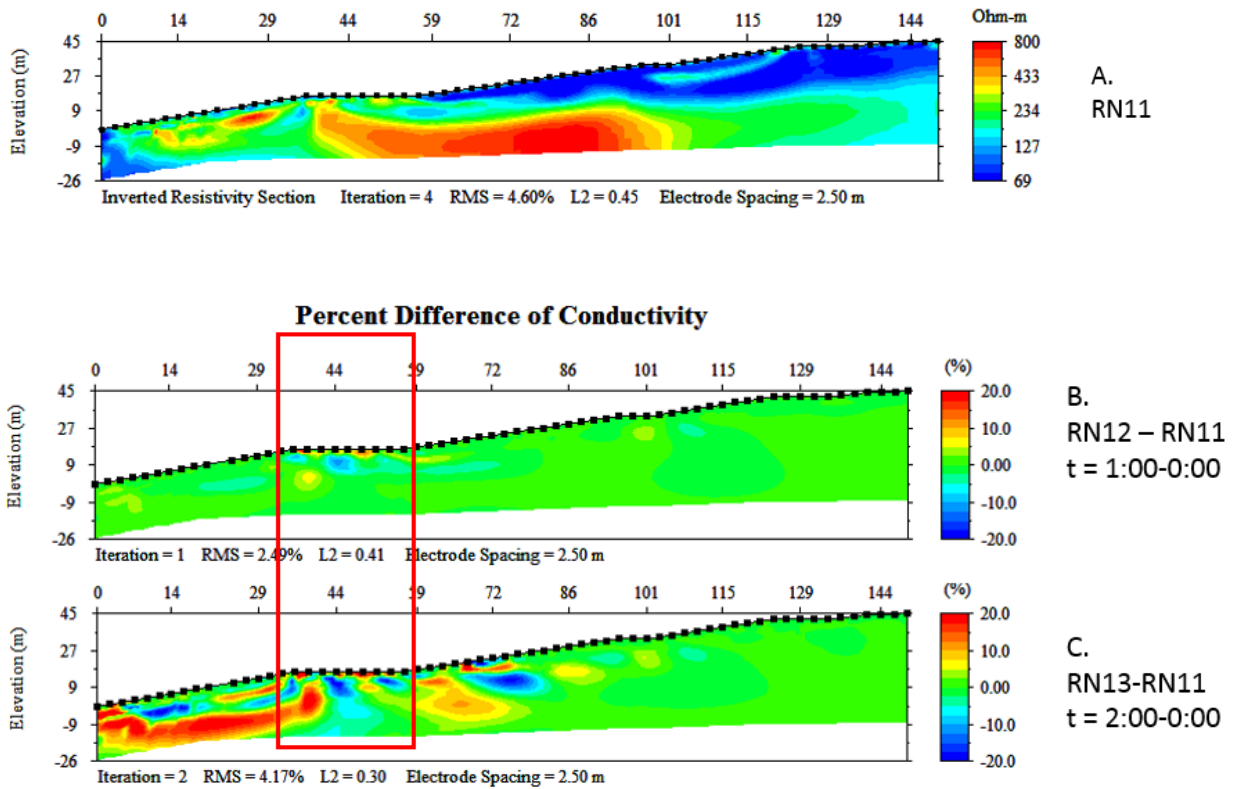 0 14 29 44 59 72 86 101 115 129 144 Ohm-m
Elevation (m)
45 27 9 -9 -26
800 433 234 127 69
A.
RN11
Inverted Resistivity Section Iteration = 4 RMS = 4.60% L2 = 0.45 Electrode Spacing = 2.50 m
Percent Difference of Conductivity
0 14 29 44 59 72 86 101 115 129 144 (%)
Elevation (m)
45 27 9 -9 -26
20.0 10.0 0.00 -10.0 -20.0
B.
RN12 – RN11
t = 1:00-0:00
Iteration = 1 RMS = 2.49% L2 = 0.41 Electrode Spacing = 2.50 m
0 14 29 44 59 72 86 101 115 129 144 (%)
Elevation (m)
45 27 9 -9 -26
20.0 10.0 0.00 -10.0 -20.0
C.
RN13-RN11
t = 2:00-0:00
Iteration = 2 RMS = 4.17% L2 = 0.30 Electrode Spacing = 2.50 m